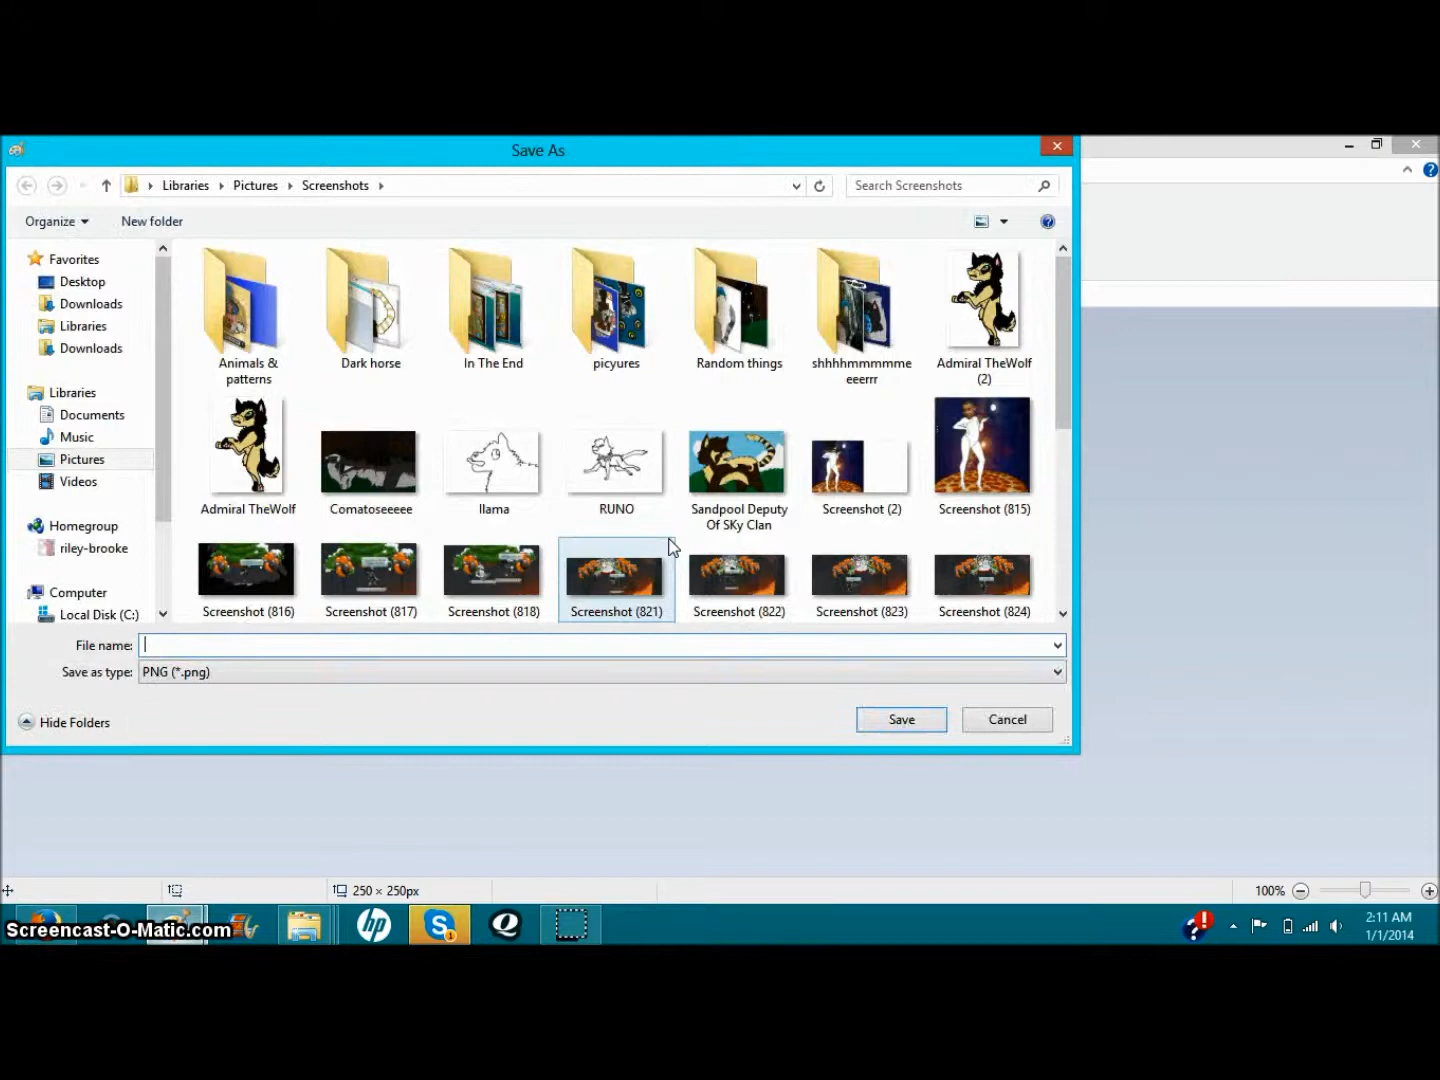 Save As
Libraries
Pictures
Screenshots
Search Screenshots
Organize
New folder
Favorites
Desktop
Downloads
Libraries
Downloads
Libraries
Documents
Music
Pictures
Videos
Homegroup
riley-brooke
Computer
Local Disk (C:)
Animals &
patterns
Dark horse
In The End
picyures
Random things
shhhhmmmmme
eeerrr
Admiral TheWolf
(2)
Admiral TheWolf
Comatoseeeee
llama
RUNO
Sandpool Deputy
Of SKy Clan
Screenshot (2)
Screenshot (815)
Screenshot (816)
Screenshot (817)
Screenshot (818)
Screenshot (821)
Screenshot (822)
Screenshot (823)
Screenshot (824)
File name:
Save as type:
PNG (*.png)
Hide Folders
Save
Cancel
250 × 250px
100%
Screencast-O-Matic.com
hp
2:11 AM
1/1/2014